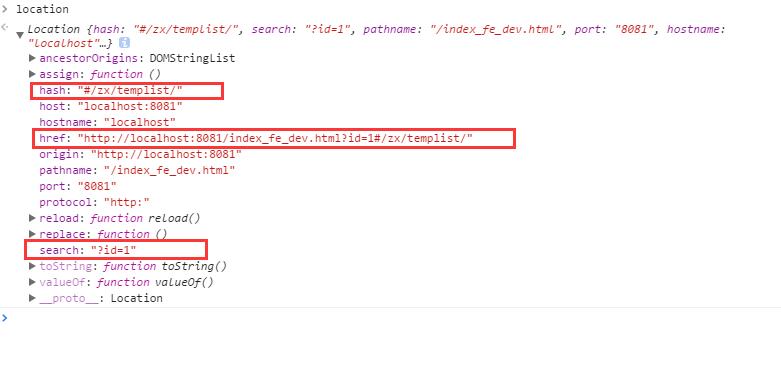 > location
Location {hash: "#/zx/templist/", search: "?id=1", pathname: "/index_fe_dev.html", port: "8081", hostname:
"localhost"…} i
ancestorOrigins: DOMStringList
assign: function ()
hash: "#/zx/templist/"
host: "localhost:8081"
hostname: "localhost"
href: "http://localhost:8081/index_fe_dev.html?id=1#/zx/templist/"
origin: "http://localhost:8081"
pathname: "/index_fe_dev.html"
port: "8081"
protocol: "http:"
reload: function reload()
replace: function ()
search: "?id=1"
toString: function toString()
valueOf: function valueOf()
__proto__: Location
>